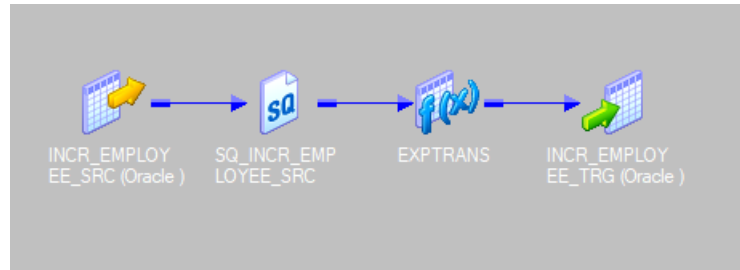 SQ
f(x)
INCR_EMPLOY
EE_SRC (Oracle )
SQ_INCR_EMP
LOYEE_SRC
EXPTRANS
INCR_EMPLOY
EE_TRG (Oracle )